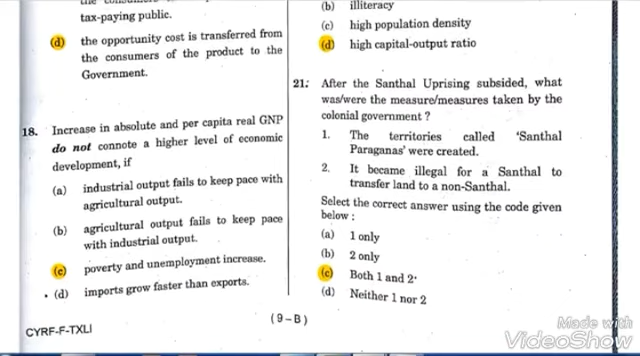 tax-paying public.
(d) the opportunity cost is transferred from
the consumers of the product to the
Government.
18. Increase in absolute and per capita real GNP
do not connote a higher level of economic
development, if
(a) industrial output fails to keep pace with
agricultural output.
(b) agricultural output fails to keep pace
with industrial output.
(c) poverty and unemployment increase.
(d) imports grow faster than exports.
(b) illiteracy
(c) high population density
(d) high capital-output ratio
21. After the Santhal Uprising subsided, what
was/were the measure/measures taken by the
colonial government ?
1. The territories called 'Santhal
Paraganas' were created.
2. It became illegal for a Santhal to
transfer land to a non-Santhal.
Select the correct answer using the code given
below :
(a) 1 only
(b) 2 only
(c) Both 1 and 2
(d) Neither 1 nor 2
(9–B)
CYRF-F-TXLI
Made with
VideoShow